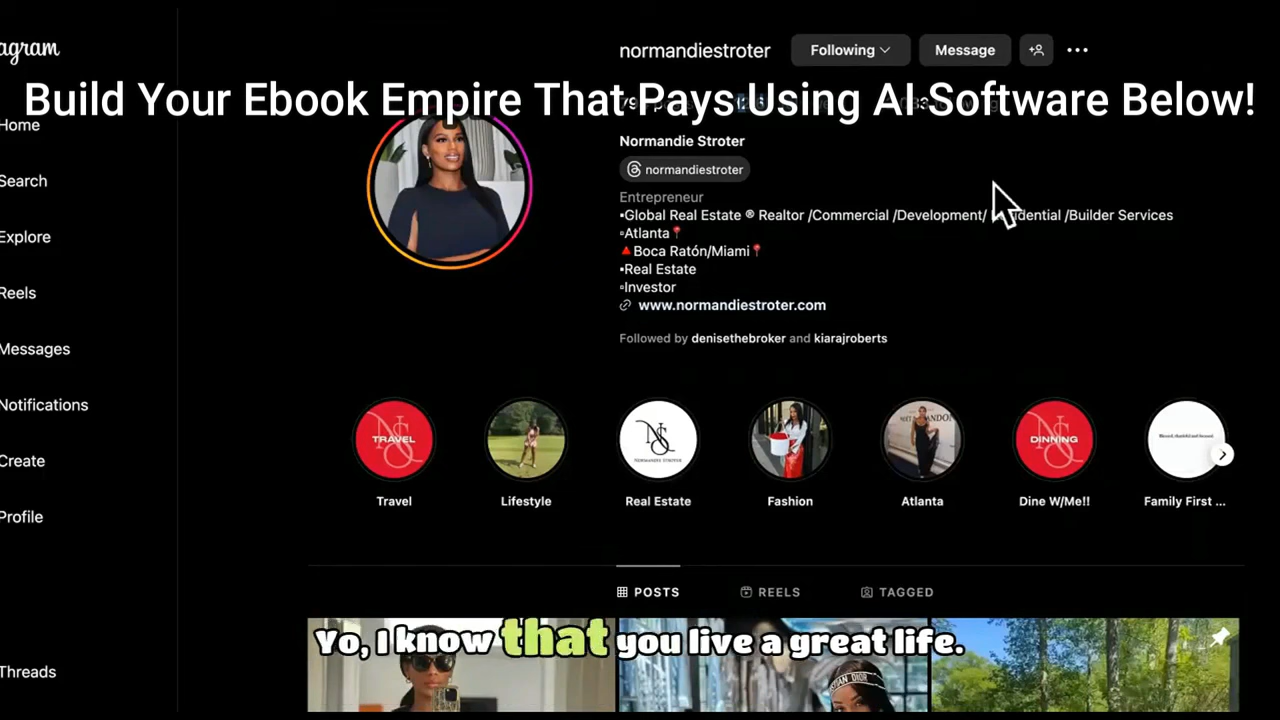 agram
normandiestroter
Following
Message
Build Your Ebook Empire That Pays Using AI Software Below!
Home
Normandie Stroter
normandiestroter
Search
Entrepreneur
▪Global Real Estate ® Realtor /Commercial /Development/ /Builder Services
Explore
▫Atlanta📍
🔺Boca Ratón/Miami📍
▪Real Estate
Reels
▫Investor
www.normandiestroter.com
Followed by denisethebroker and kiarajroberts
Messages
Notifications
TRAVEL
NS
NORMANDIE STROTER
DINNING
Create
Travel
Lifestyle
Real Estate
Fashion
Atlanta
Dine W/Me!!
Family First ...
Profile
POSTS
REELS
TAGGED
Yo, I know that you live a great life.
Threads